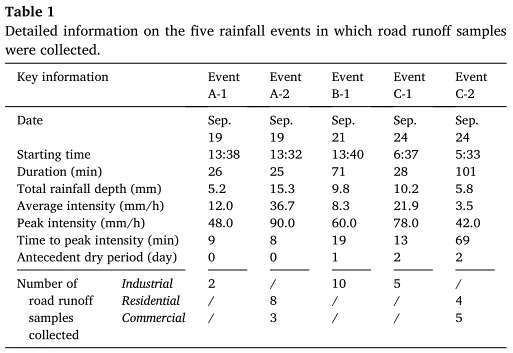 Table 1
Detailed information on the five rainfall events in which road runoff samples
were collected.
Key information Event Event Event Event Event
A-1 A-2 B-1 C-1 C-2
Date Sep. Sep. Sep. Sep. Sep.
19 19 21 24 24
Starting time 13:38 13:32 13:40 6:37 5:33
Duration (min) 26 25 71 28 101
Total rainfall depth (mm) 5.2 15.3 9.8 10.2 5.8
Average intensity (mm/h) 12.0 36.7 8.3 21.9 3.5
Peak intensity (mm/h) 48.0 90.0 60.0 78.0 42.0
Time to peak intensity (min) 9 8 19 13 69
Antecedent dry period (day) 0 0 1 2 2
Number of Industrial 2 / 10 5 /
road runoff Residential / 8 / / 4
samples Commercial / 3 / / 5
collected